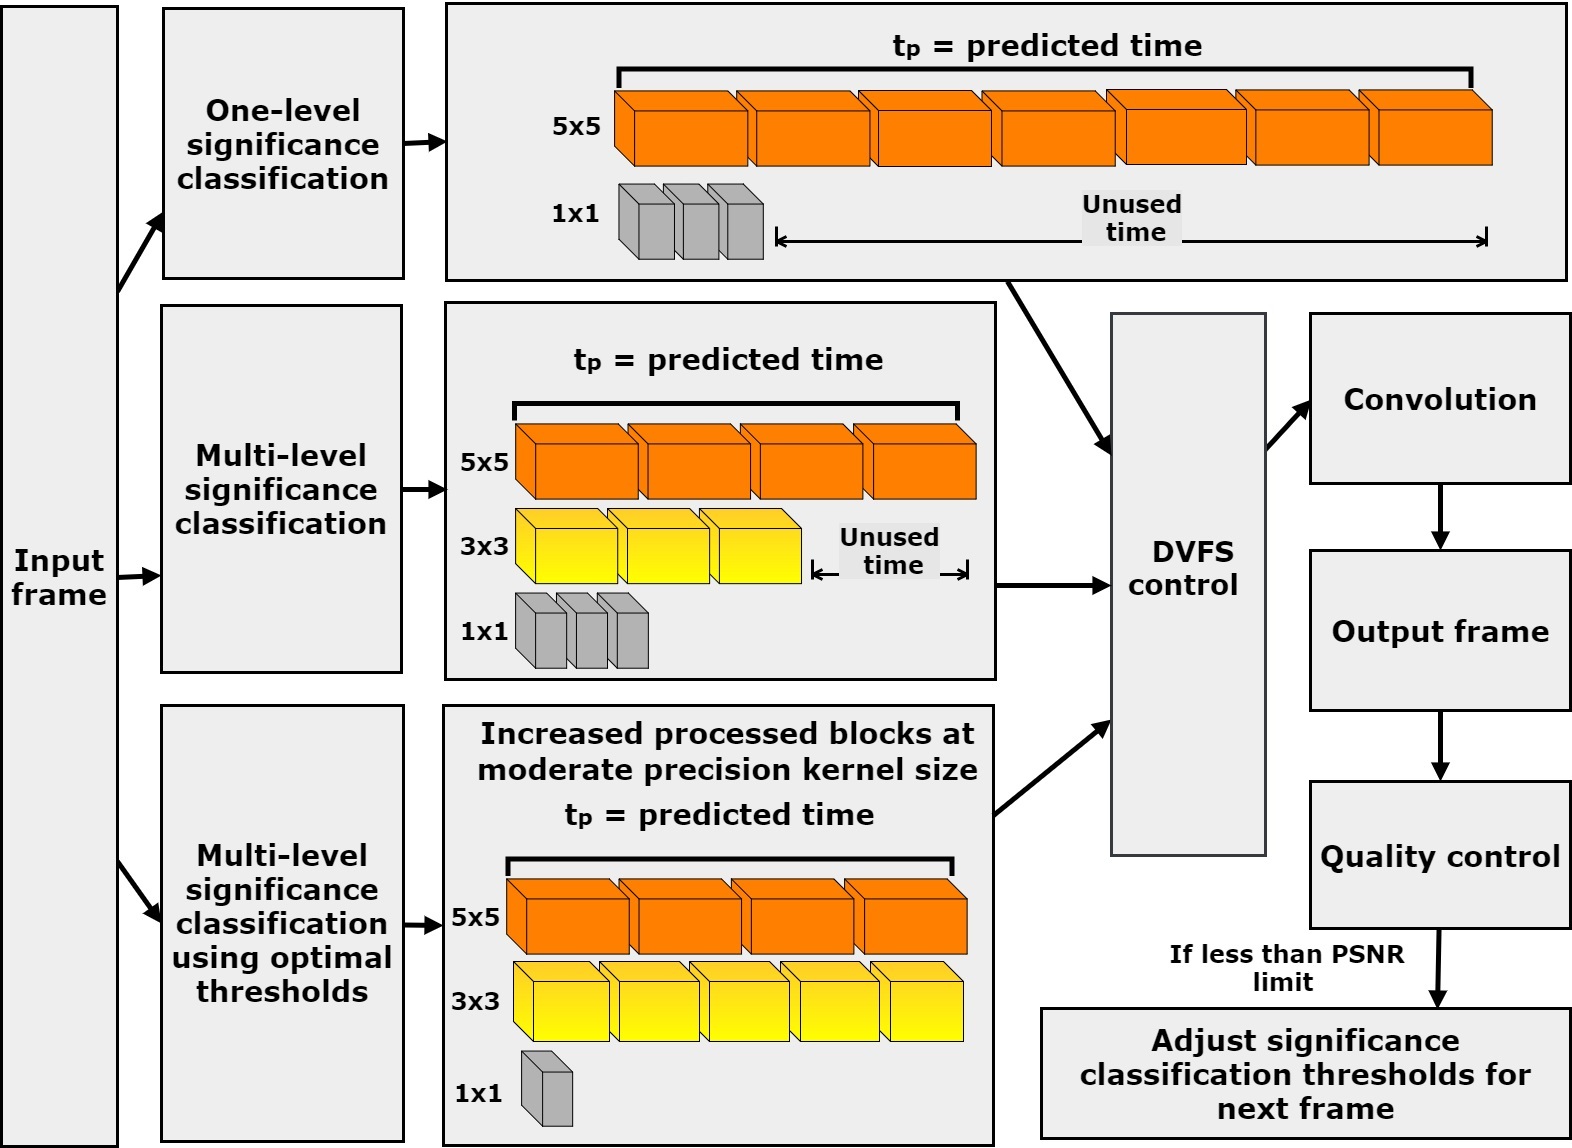 Input
frame
One-level
significance
classification
tp = predicted time
5x5
1x1
Unused
time
Multi-level
significance
classification
tp = predicted time
5x5
3x3
Unused
time
1x1
Multi-level
significance
classification
using optimal
thresholds
Increased processed blocks at
moderate precision kernel size
tp = predicted time
5x5
3x3
1x1
DVFS
control
Convolution
Output frame
Quality control
If less than PSNR
limit
Adjust significance
classification thresholds for
next frame